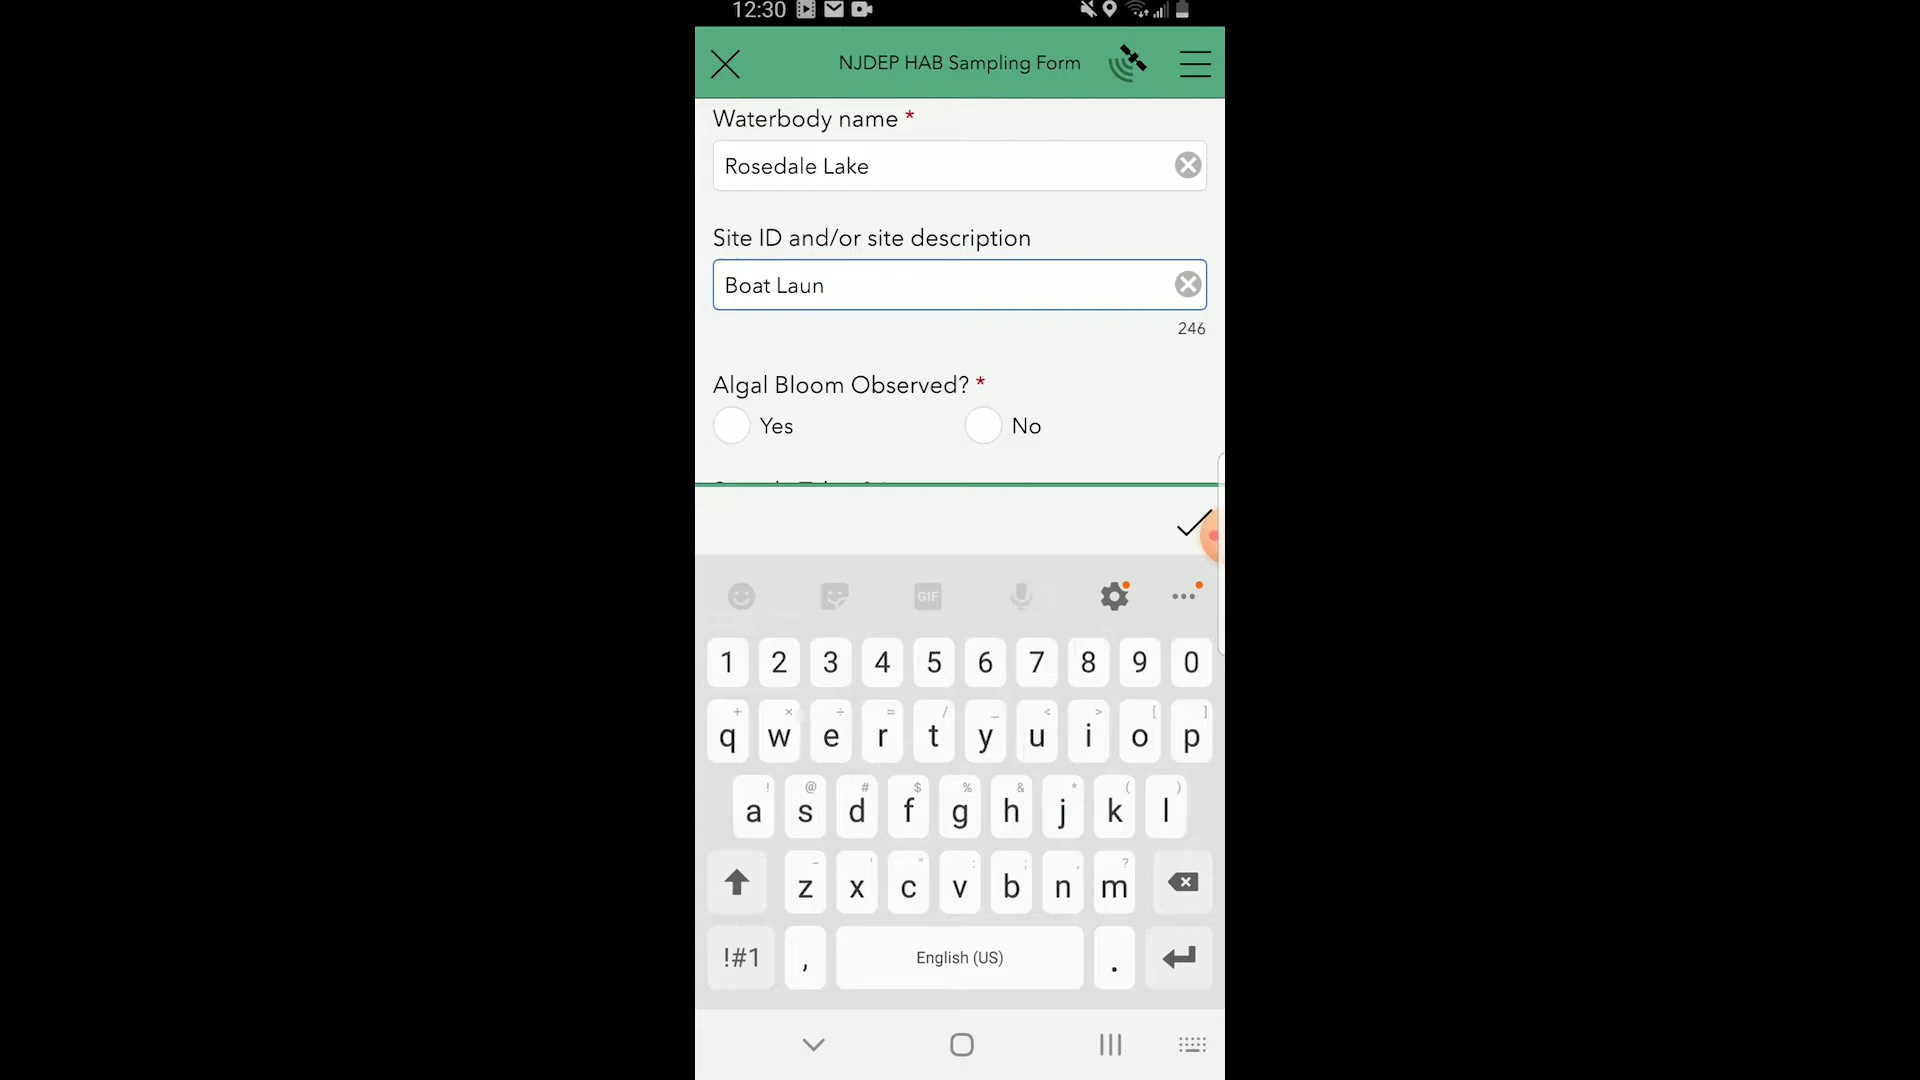 12:30
NJDEP HAB Sampling Form
Waterbody name *
Rosedale Lake
Site ID and/or site description
Boat Laun
246
Algal Bloom Observed? *
Yes No
GIF
1 2 3 4 5 6 7 8 9 0
+ × ÷ = / _ < > [ ]
q w e r t y u i o p
! @ # $ % & * ( )
a s d f g h j k l
- ' " : ; , ?
z x c v b n m
!#1 , English (US) .